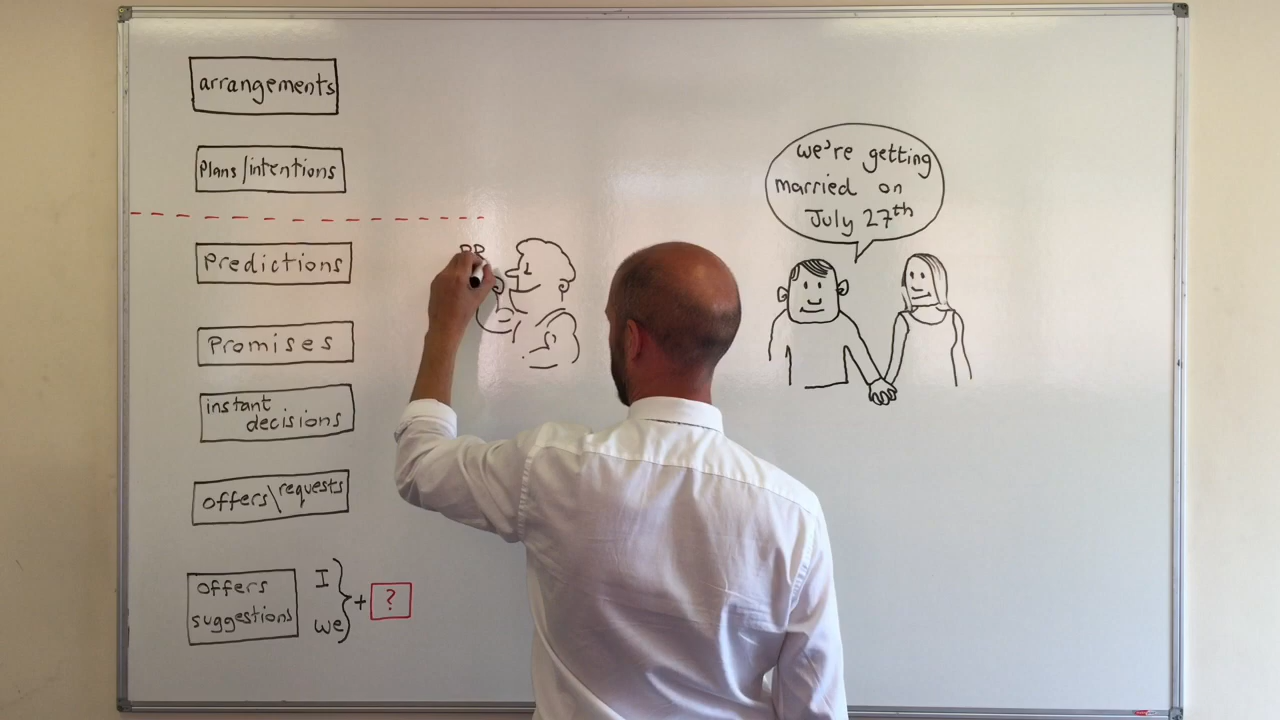 arrangements
Plans/intentions
Predictions
Promises
instant
decisions
offers\requests
offers
suggestions
I
we
+ ?
we're getting
married on
July 27th